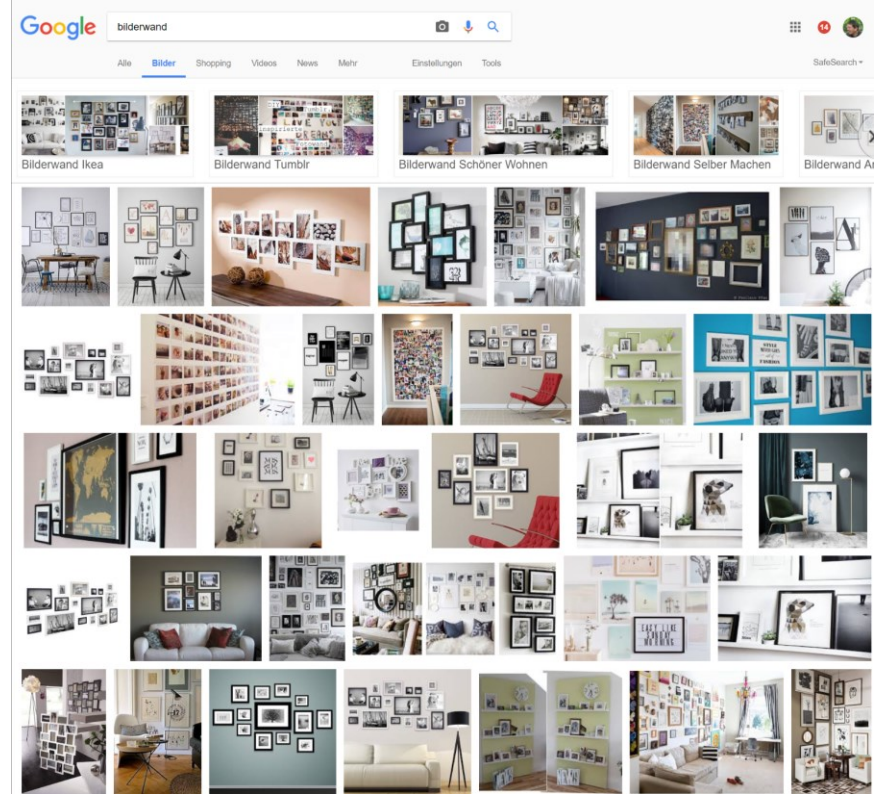 Google
bilderwand
14
Alle Bilder Shopping Videos News Mehr Einstellungen Tools
SafeSearch
Bilderwand Ikea
Bilderwand Tumblr
Bilderwand Schöner Wohnen
Bilderwand Selber Machen
Bilderwand